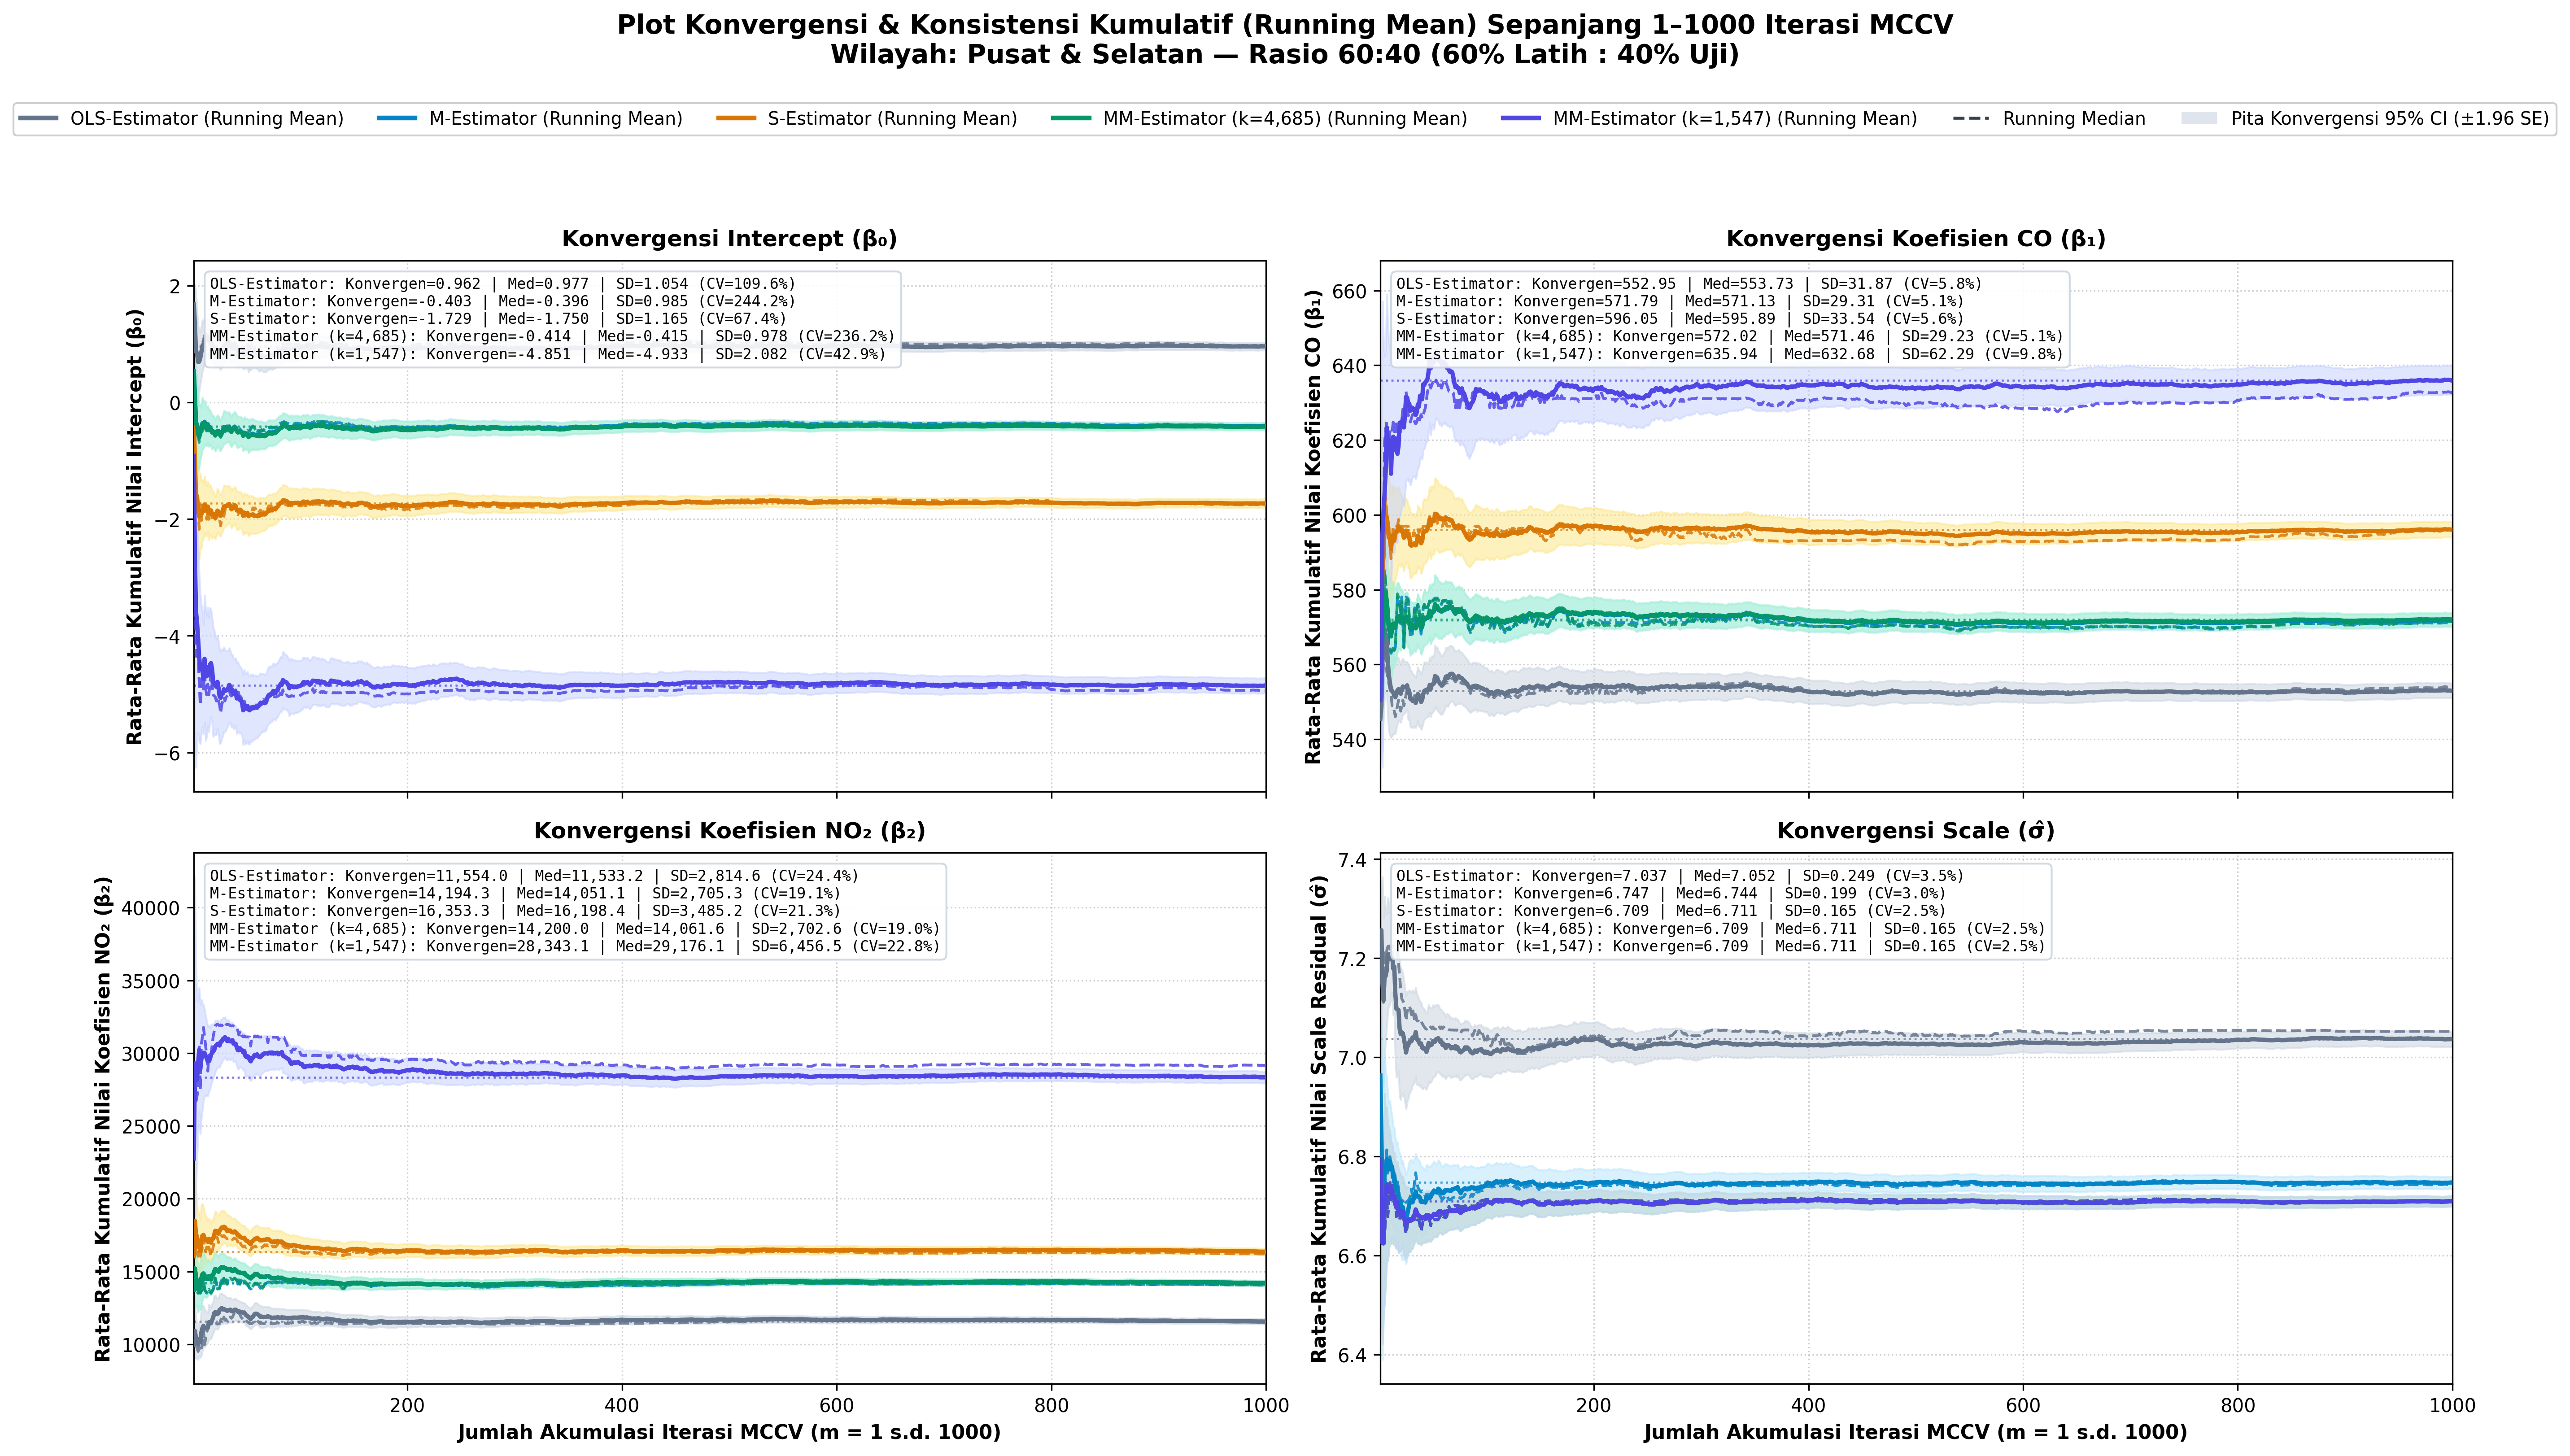 Plot Konvergensi & Konsistensi Kumulatif (Running Mean) Sepanjang 1–1000 Iterasi MCCV
Wilayah: Pusat & Selatan — Rasio 60:40 (60% Latih : 40% Uji)
OLS-Estimator (Running Mean) M-Estimator (Running Mean) S-Estimator (Running Mean) MM-Estimator (k=4,685) (Running Mean) MM-Estimator (k=1,547) (Running Mean) Running Median Pita Konvergensi 95% CI (±1.96 SE)
Konvergensi Intercept (β₀)
OLS-Estimator: Konvergen=0.962 | Med=0.977 | SD=1.054 (CV=109.6%)
M-Estimator: Konvergen=-0.403 | Med=-0.396 | SD=0.985 (CV=244.2%)
S-Estimator: Konvergen=-1.729 | Med=-1.750 | SD=1.165 (CV=67.4%)
MM-Estimator (k=4,685): Konvergen=-0.414 | Med=-0.415 | SD=0.978 (CV=236.2%)
MM-Estimator (k=1,547): Konvergen=-4.851 | Med=-4.933 | SD=2.082 (CV=42.9%)
Rata-Rata Kumulatif Nilai Intercept (β₀)
2
0
−2
−4
−6
Konvergensi Koefisien CO (β₁)
OLS-Estimator: Konvergen=552.95 | Med=553.73 | SD=31.87 (CV=5.8%)
M-Estimator: Konvergen=571.79 | Med=571.13 | SD=29.31 (CV=5.1%)
S-Estimator: Konvergen=596.05 | Med=595.89 | SD=33.54 (CV=5.6%)
MM-Estimator (k=4,685): Konvergen=572.02 | Med=571.46 | SD=29.23 (CV=5.1%)
MM-Estimator (k=1,547): Konvergen=635.94 | Med=632.68 | SD=62.29 (CV=9.8%)
Rata-Rata Kumulatif Nilai Koefisien CO (β₁)
660
640
620
600
580
560
540
Konvergensi Koefisien NO₂ (β₂)
OLS-Estimator: Konvergen=11,554.0 | Med=11,533.2 | SD=2,814.6 (CV=24.4%)
M-Estimator: Konvergen=14,194.3 | Med=14,051.1 | SD=2,705.3 (CV=19.1%)
S-Estimator: Konvergen=16,353.3 | Med=16,198.4 | SD=3,485.2 (CV=21.3%)
MM-Estimator (k=4,685): Konvergen=14,200.0 | Med=14,061.6 | SD=2,702.6 (CV=19.0%)
MM-Estimator (k=1,547): Konvergen=28,343.1 | Med=29,176.1 | SD=6,456.5 (CV=22.8%)
Rata-Rata Kumulatif Nilai Koefisien NO₂ (β₂)
40000
35000
30000
25000
20000
15000
10000
200 400 600 800 1000
Jumlah Akumulasi Iterasi MCCV (m = 1 s.d. 1000)
Konvergensi Scale (σ̂)
OLS-Estimator: Konvergen=7.037 | Med=7.052 | SD=0.249 (CV=3.5%)
M-Estimator: Konvergen=6.747 | Med=6.744 | SD=0.199 (CV=3.0%)
S-Estimator: Konvergen=6.709 | Med=6.711 | SD=0.165 (CV=2.5%)
MM-Estimator (k=4,685): Konvergen=6.709 | Med=6.711 | SD=0.165 (CV=2.5%)
MM-Estimator (k=1,547): Konvergen=6.709 | Med=6.711 | SD=0.165 (CV=2.5%)
Rata-Rata Kumulatif Nilai Scale Residual (σ̂)
7.4
7.2
7.0
6.8
6.6
6.4
200 400 600 800 1000
Jumlah Akumulasi Iterasi MCCV (m = 1 s.d. 1000)